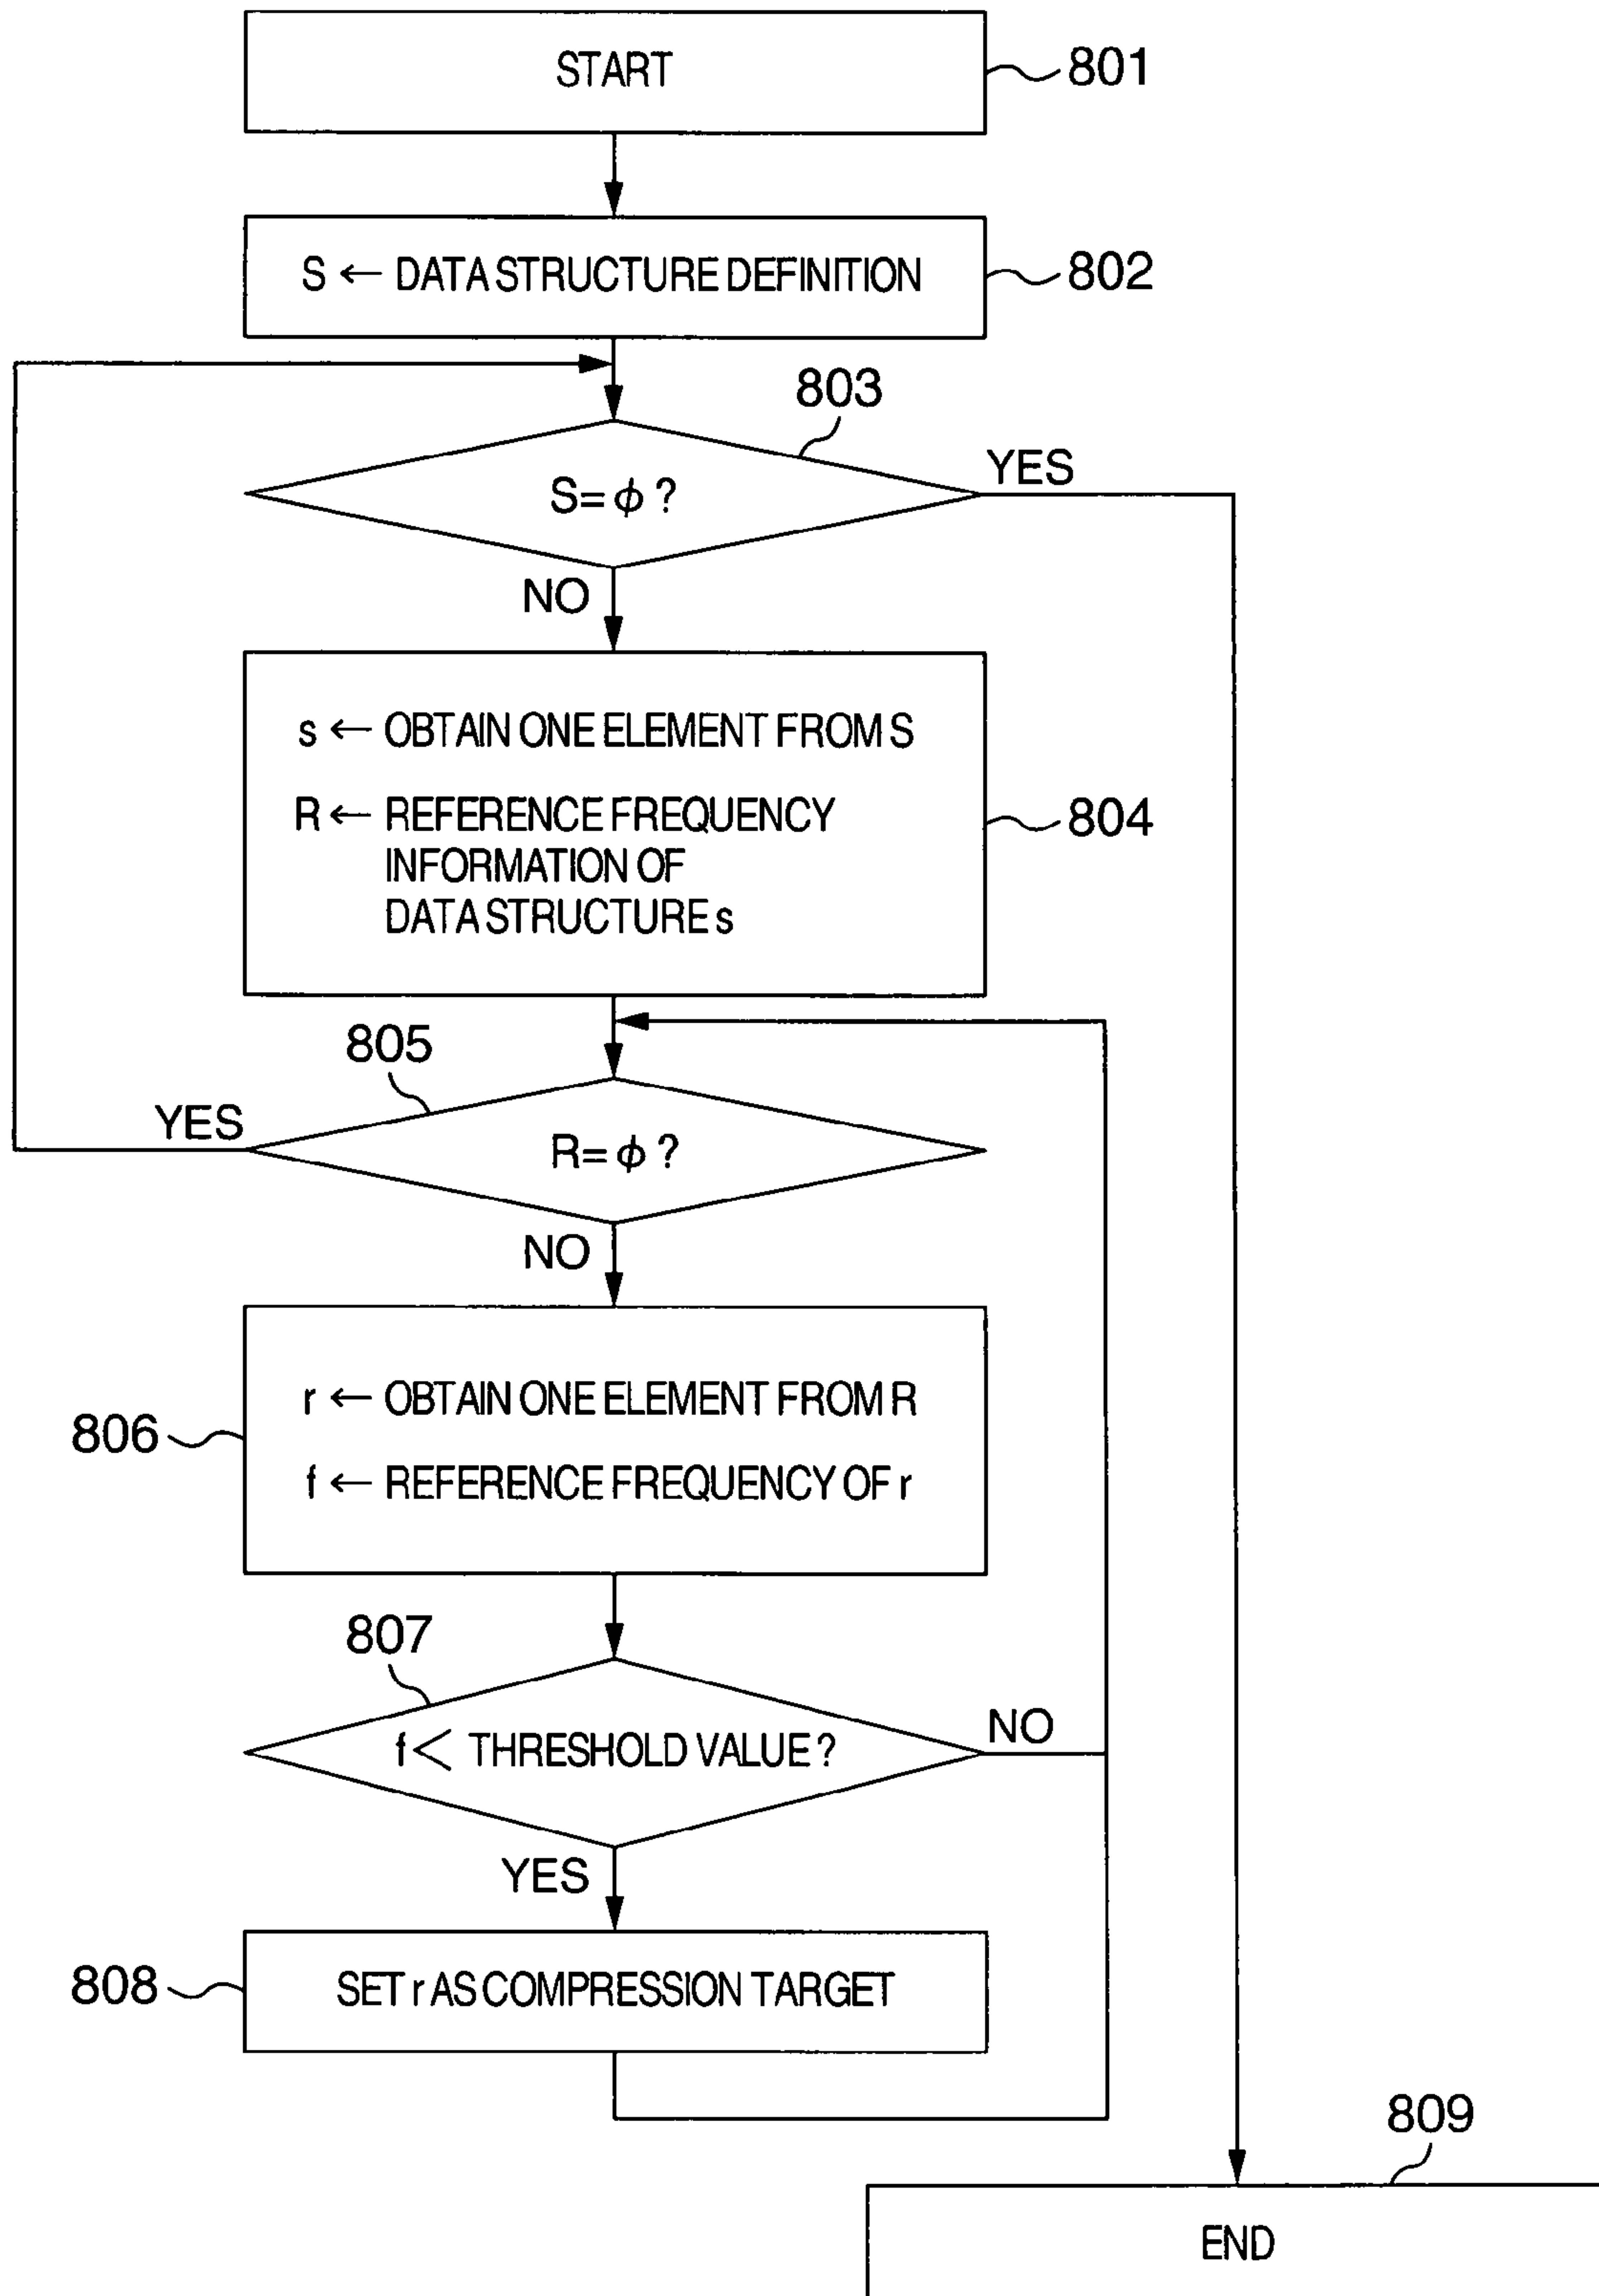 START
801
S ← DATA STRUCTURE DEFINITION
802
803
S= ϕ ?
YES
NO
s ← OBTAIN ONE ELEMENT FROM S
R ← REFERENCE FREQUENCY
INFORMATION OF
DATA STRUCTURE s
804
805
YES
R= ϕ ?
NO
r ← OBTAIN ONE ELEMENT FROM R
806
f ← REFERENCE FREQUENCY OF r
807
f < THRESHOLD VALUE ?
NO
YES
808
SET r AS COMPRESSION TARGET
809
END